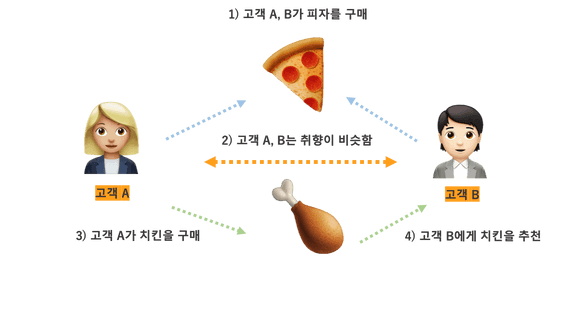 1) 고객 A, B가 피자를 구매
2) 고객 A, B는 취향이 비슷함
고객 A
고객 B
3) 고객 A가 치킨을 구매
4) 고객 B에게 치킨을 추천